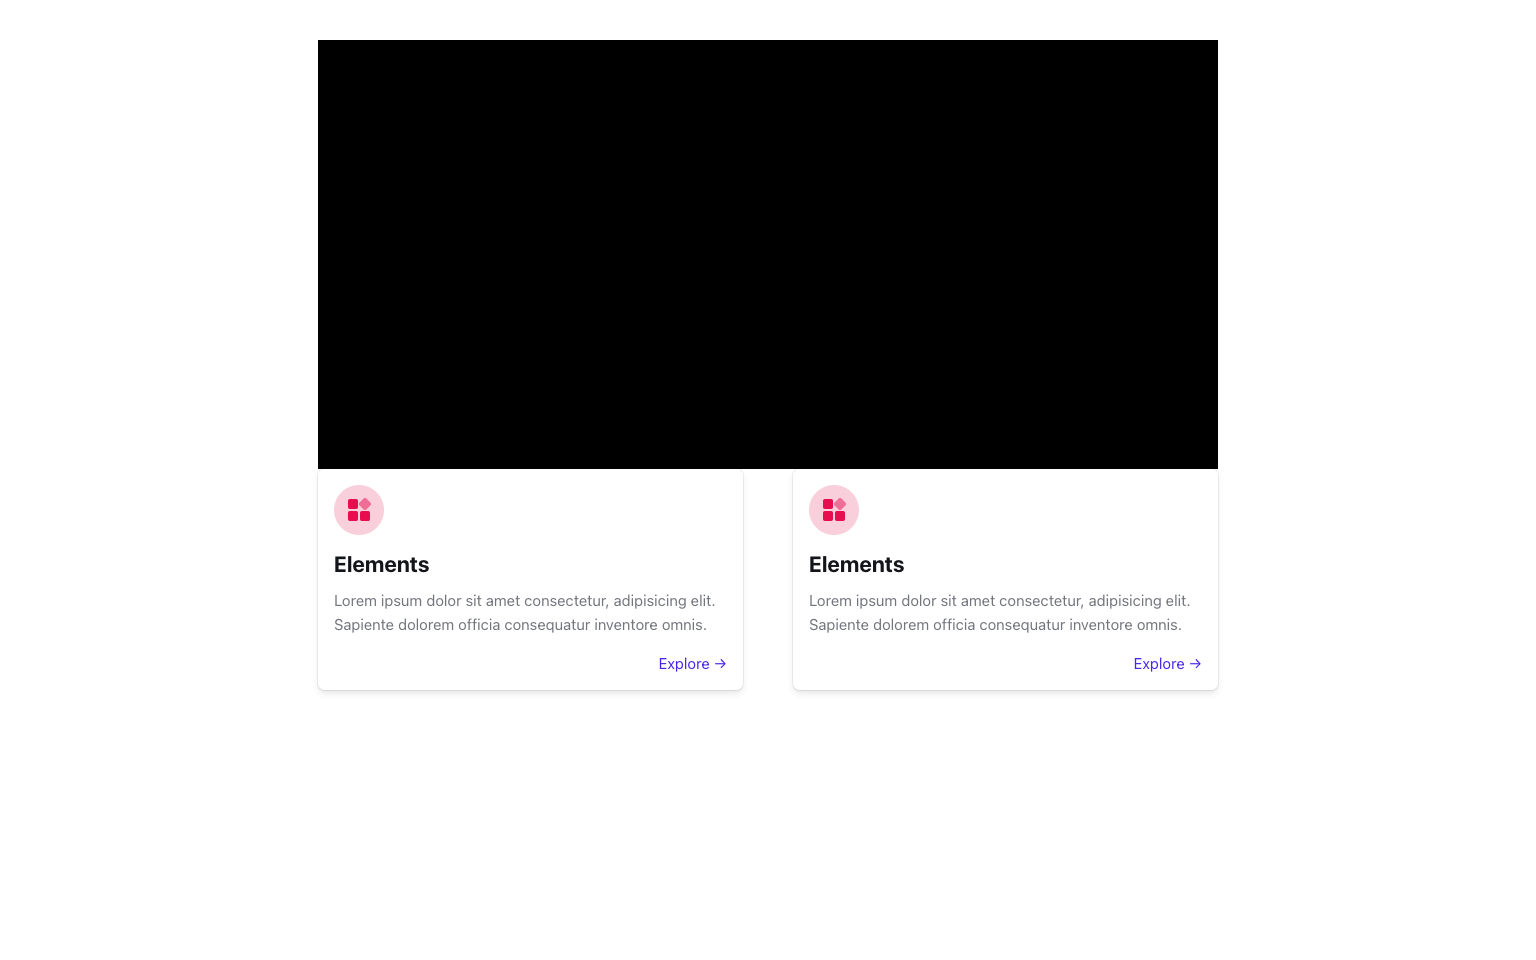 Elements
Lorem ipsum dolor sit amet consectetur, adipisicing elit.
Sapiente dolorem officia consequatur inventore omnis.
Explore →
Elements
Lorem ipsum dolor sit amet consectetur, adipisicing elit.
Sapiente dolorem officia consequatur inventore omnis.
Explore →